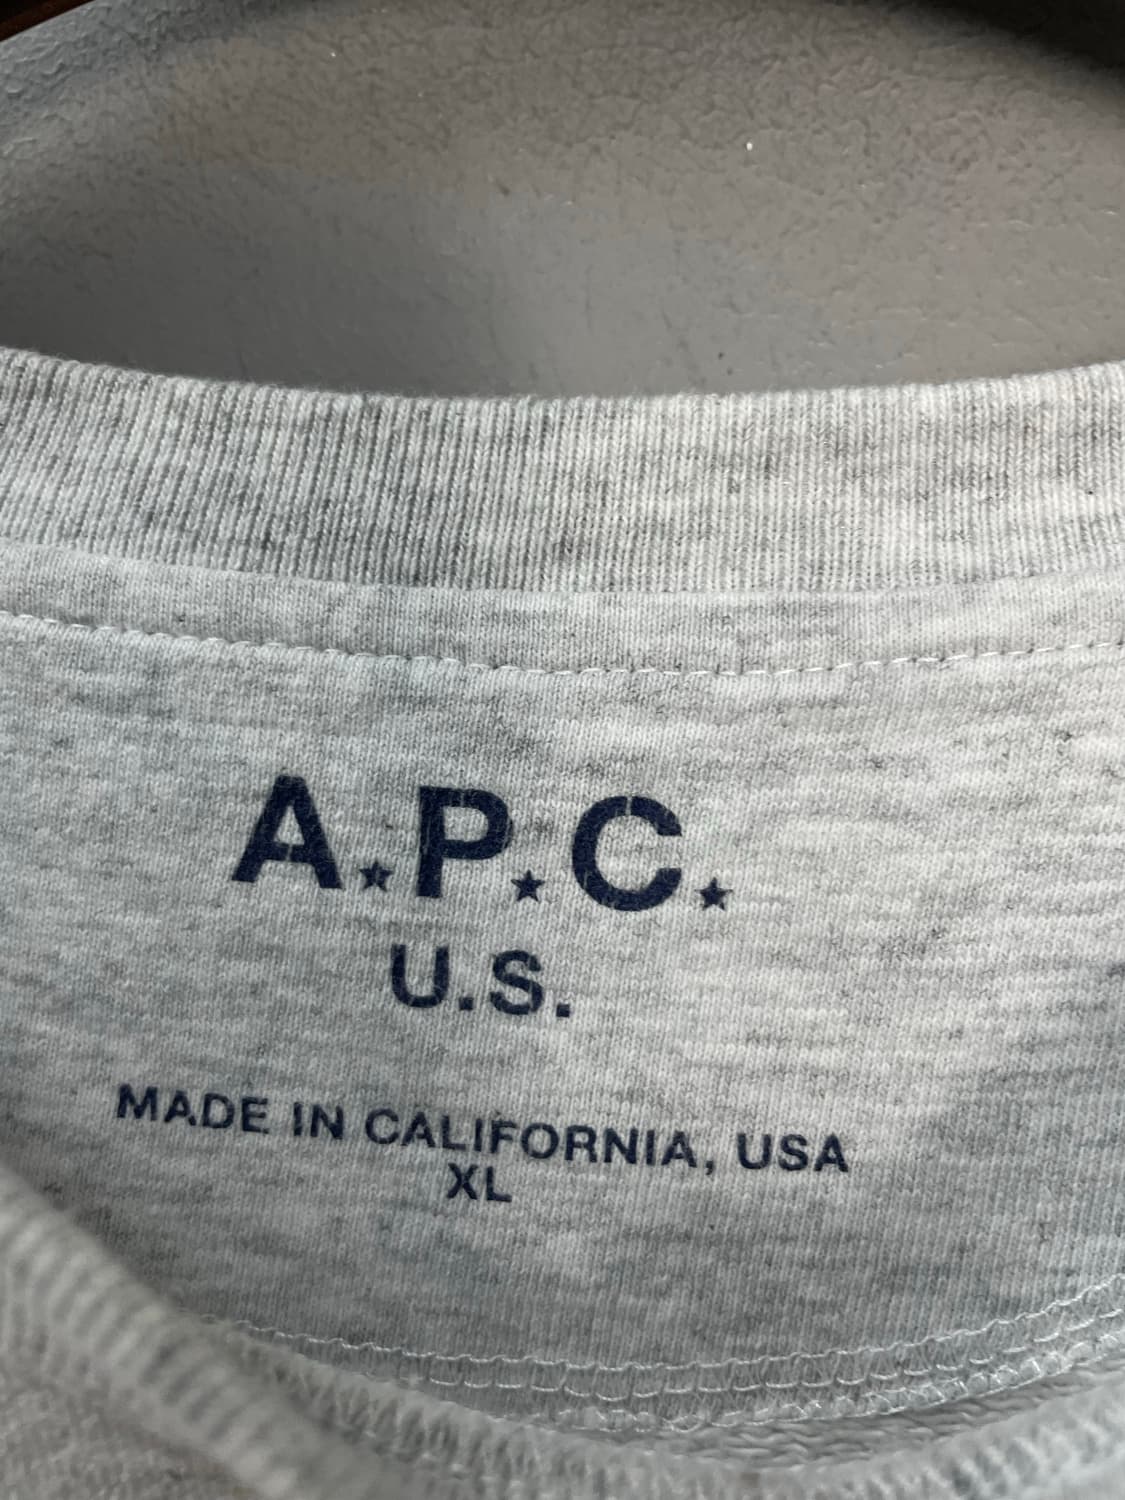 A★P★C★
U.S.
MADE IN CALIFORNIA, USA
XL